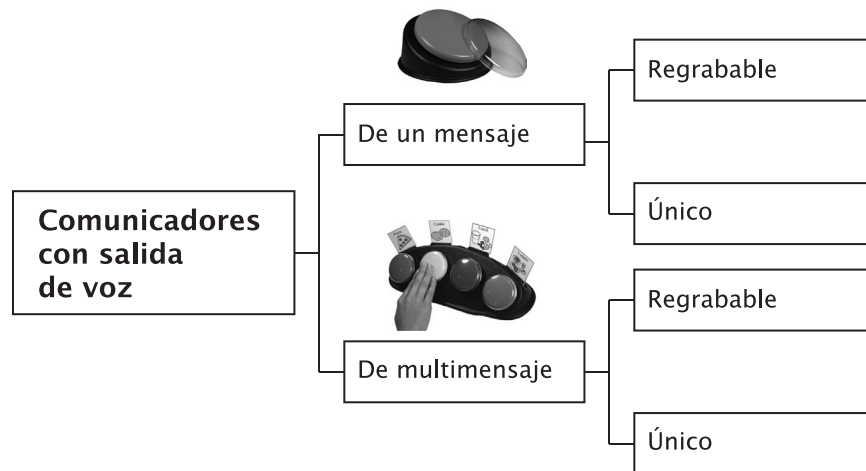 Regrabable
De un mensaje
Único
Comunicadores
con salida
de voz
Regrabable
De multimensaje
Único